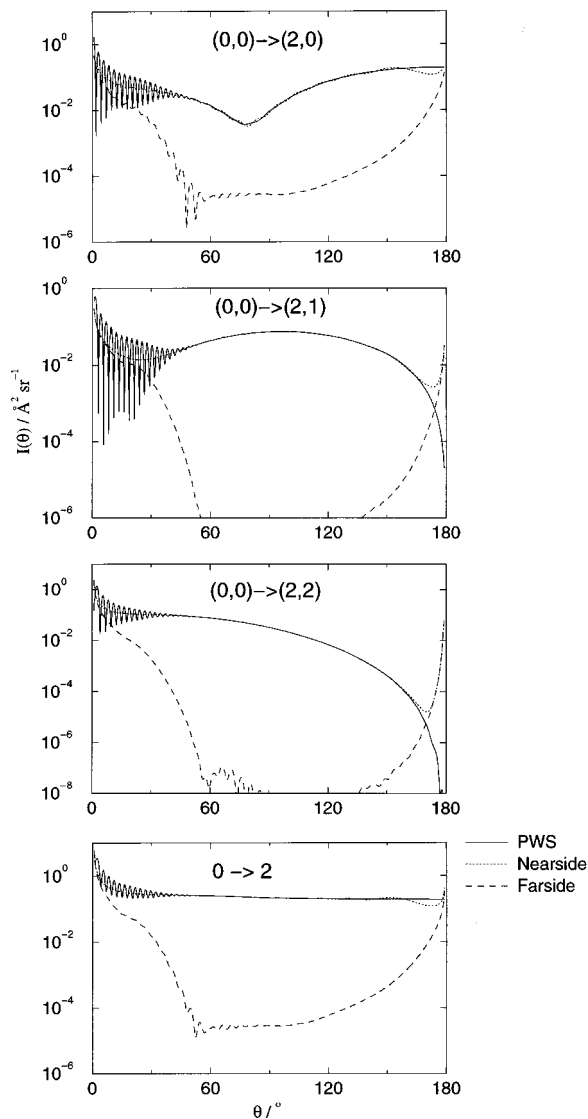 10⁰
10⁻²
10⁻⁴
10⁻⁶
(0,0)->(2,0)
0 60 120 180
10⁰
10⁻²
10⁻⁴
10⁻⁶
(0,0)->(2,1)
I(θ) / Å² sr⁻¹
0 60 120 180
10⁰
10⁻²
10⁻⁴
10⁻⁶
10⁻⁸
(0,0)->(2,2)
0 60 120 180
10⁰
10⁻²
10⁻⁴
10⁻⁶
0 -> 2
0 60 120 180
θ / °
PWS
Nearside
Farside